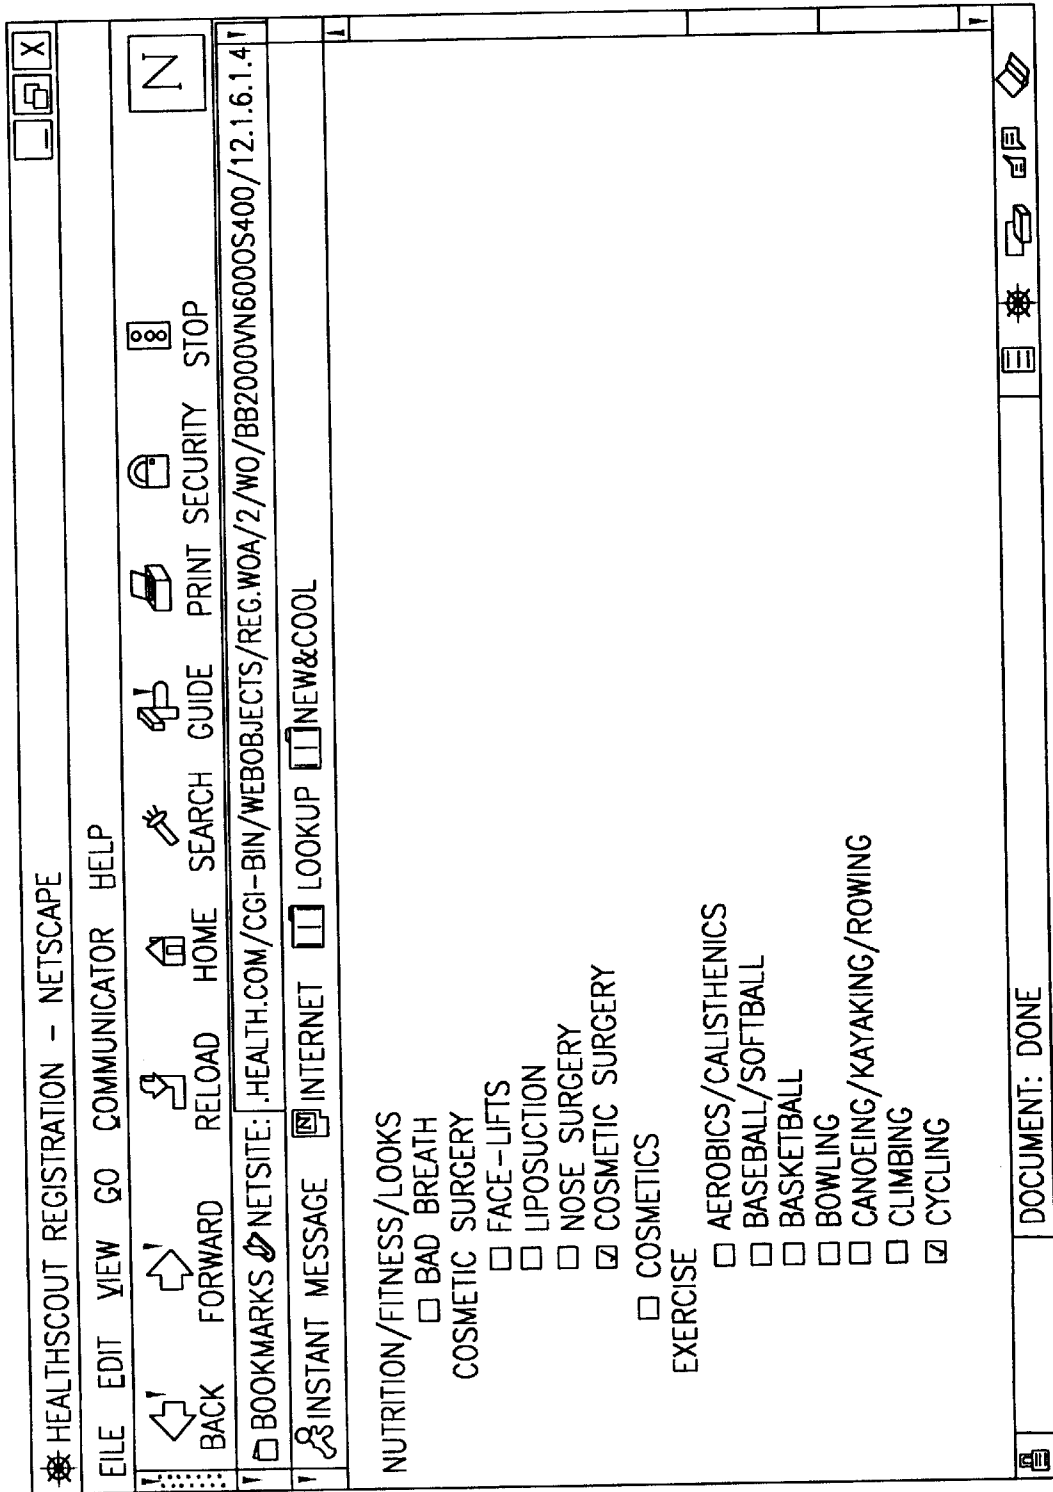 HEALTHSCOUT REGISTRATION - NETSCAPE X
EILE EDIT VIEW GO COMMUNICATOR HELP
BACK FORWARD RELOAD HOME SEARCH GUIDE PRINT SECURITY STOP N
BOOKMARKS NETSITE: .HEALTH.COM/CGI-BIN/WEBOBJECTS/REG.WOA/2/WO/BB2000VN6000S400/12.1.6.1.4
INSTANT MESSAGE N INTERNET LOOKUP NEW&COOL
NUTRITION/FITNESS/LOOKS
BAD BREATH
COSMETIC SURGERY
FACE-LIFTS
LIPOSUCTION
NOSE SURGERY
COSMETIC SURGERY
COSMETICS
EXERCISE
AEROBICS/CALISTHENICS
BASEBALL/SOFTBALL
BASKETBALL
BOWLING
CANOEING/KAYAKING/ROWING
CLIMBING
CYCLING
DOCUMENT: DONE